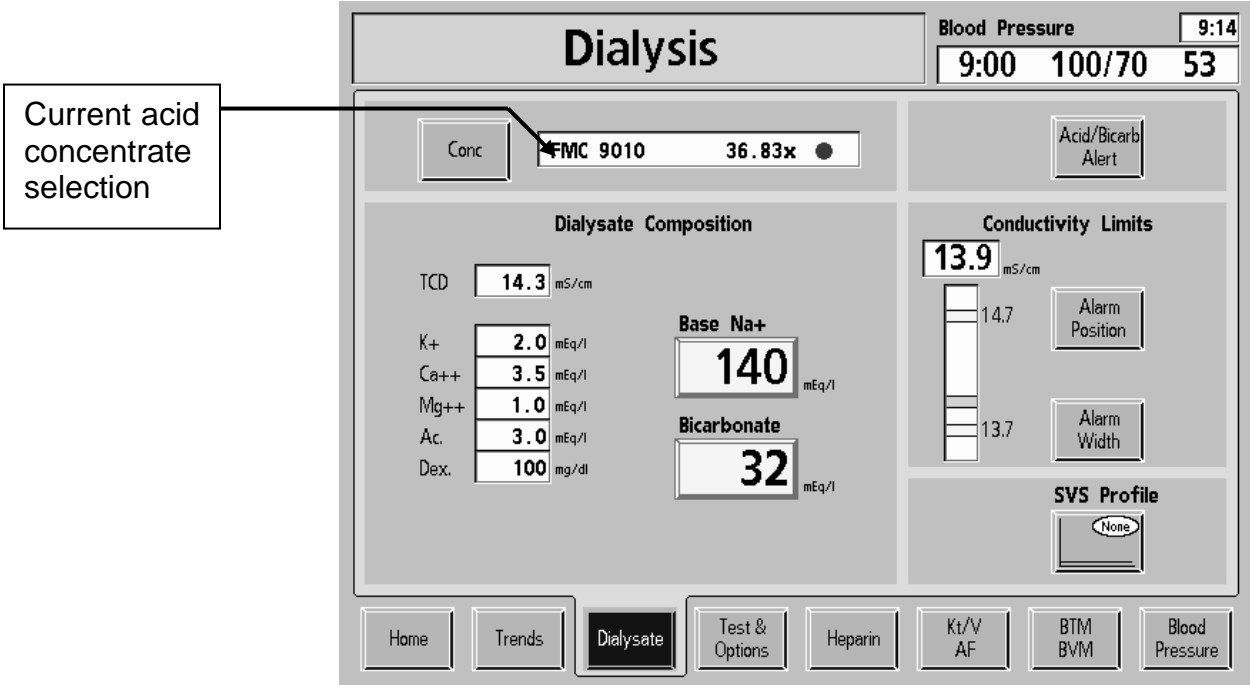 Current acid
concentrate
selection
Dialysis
Blood Pressure 9:14
9:00 100/70 53
Conc
FMC 9010 36.83x
Acid/Bicarb
Alert
Dialysate Composition
TCD 14.3 mS/cm
K+ 2.0 mEq/l
Ca++ 3.5 mEq/l
Mg++ 1.0 mEq/l
Ac. 3.0 mEq/l
Dex. 100 mg/dl
Base Na+
140 mEq/l
Bicarbonate
32 mEq/l
Conductivity Limits
13.9 mS/cm
14.7
13.7
Alarm
Position
Alarm
Width
SVS Profile
None
Home
Trends
Dialysate
Test &
Options
Heparin
Kt/V
AF
BTM
BVM
Blood
Pressure